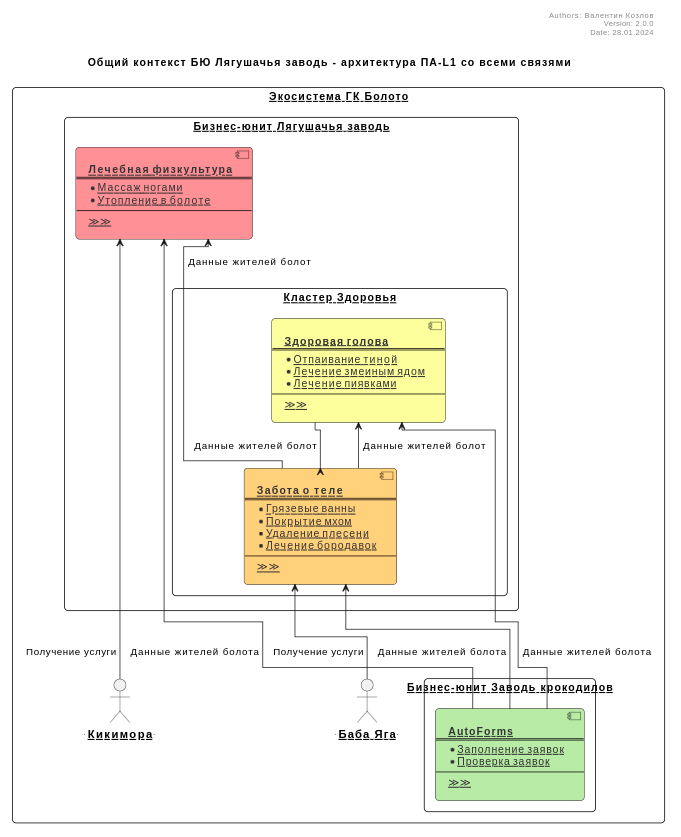 Authors: Валентин Козлов
Version: 2.0.0
Date: 28.01.2024
Общий контекст БЮ Лягушачья заводь - архитектура ПА-L1 со всеми связями
Экосистема ГК Болото
Бизнес-юнит Лягушачья заводь
Лечебная физкультура
Массаж ногами
Утопление в болоте
≫≫
Данные жителей болот
Кластер Здоровья
Здоровая голова
Отпаивание тиной
Лечение змеиным ядом
Лечение пиявками
≫≫
Данные жителей болот
Данные жителей болот
Забота о теле
Грязевые ванны
Покрытие мхом
Удаление плесени
Лечение бородавок
≫≫
Получение услуги
Данные жителей болота
Получение услуги
Данные жителей болота
Данные жителей болота
Бизнес-юнит Заводь крокодилов
Кикимора
Баба Яга
AutoForms
Заполнение заявок
Проверка заявок
≫≫